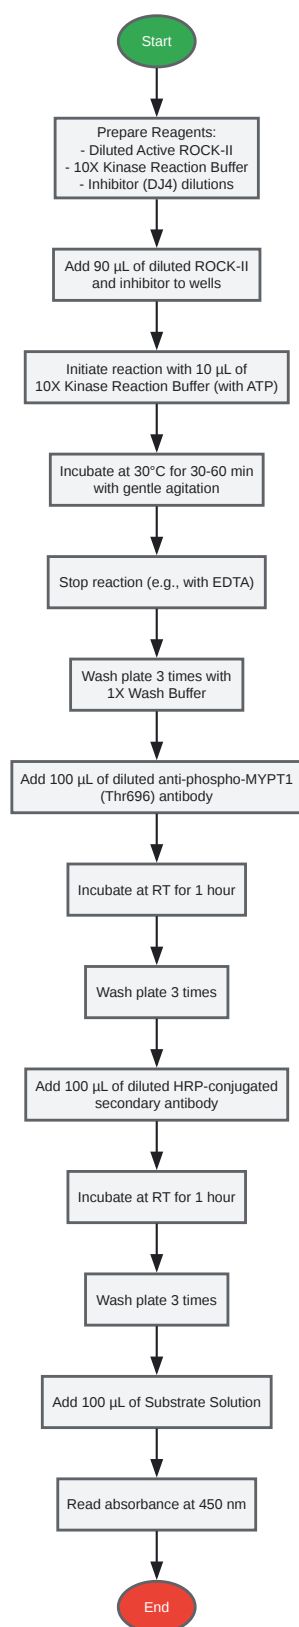 Start
Prepare Reagents:
- Diluted Active ROCK-II
- 10X Kinase Reaction Buffer
- Inhibitor (DJ4) dilutions
Add 90 µL of diluted ROCK-II
and inhibitor to wells
Initiate reaction with 10 µL of
10X Kinase Reaction Buffer (with ATP)
Incubate at 30°C for 30-60 min
with gentle agitation
Stop reaction (e.g., with EDTA)
Wash plate 3 times with
1X Wash Buffer
Add 100 µL of diluted anti-phospho-MYPT1
(Thr696) antibody
Incubate at RT for 1 hour
Wash plate 3 times
Add 100 µL of diluted HRP-conjugated
secondary antibody
Incubate at RT for 1 hour
Wash plate 3 times
Add 100 µL of Substrate Solution
Read absorbance at 450 nm
End